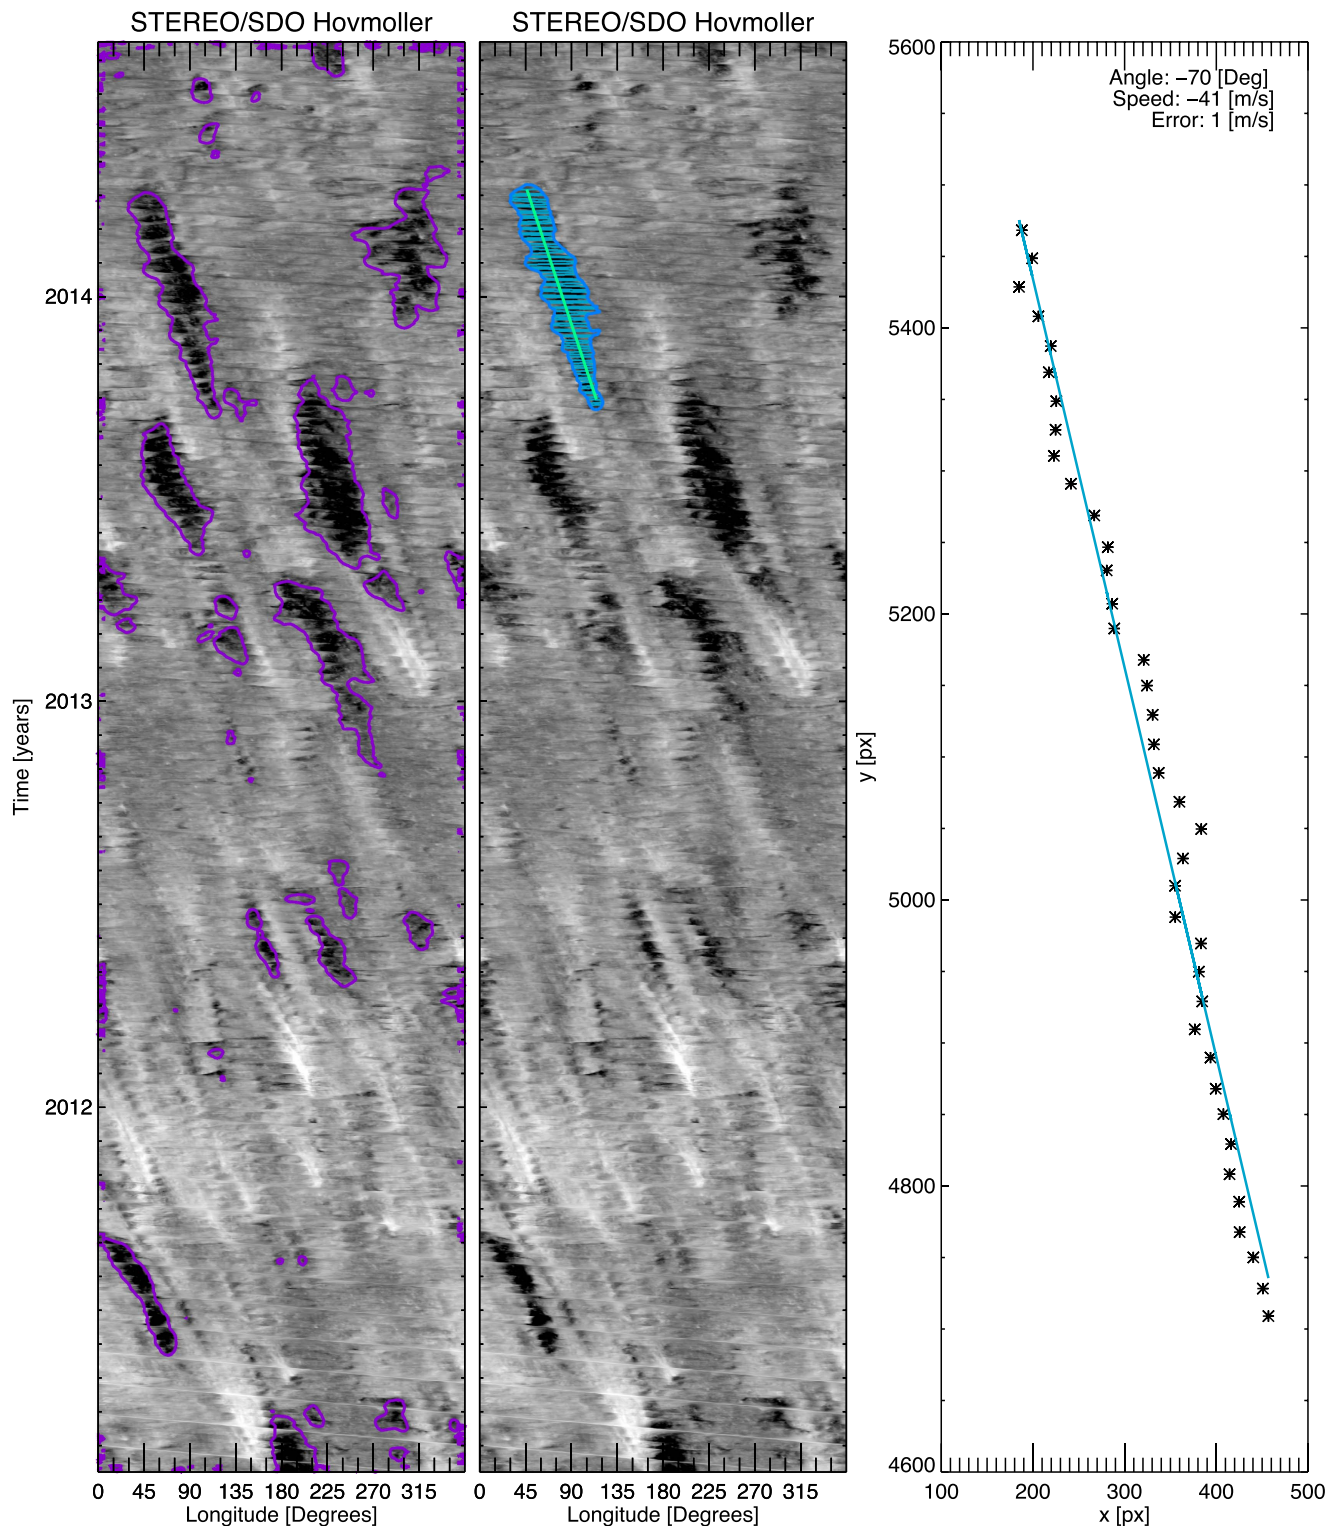 STEREO/SDO Hovmoller
STEREO/SDO Hovmoller
5600
Angle: −70 [Deg]
Speed: −41 [m/s]
Error: 1 [m/s]
2014
5400
5200
2013
Time [years]
y [px]
5000
2012
4800
4600
0 45 90 135 180 225 270 315
0 45 90 135 180 225 270 315
100 200 300 400 500
Longitude [Degrees]
Longitude [Degrees]
x [px]